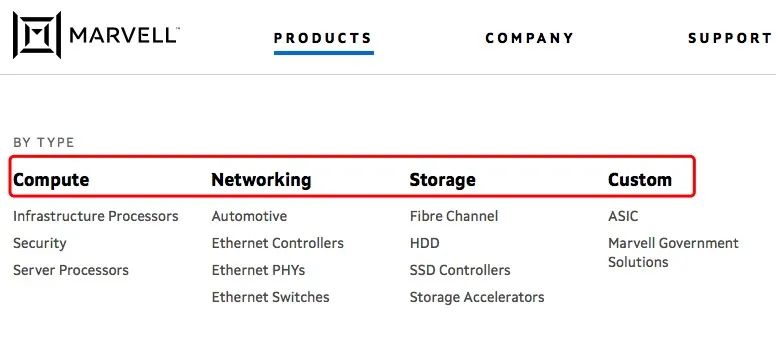 MARVELL™ PRODUCTS COMPANY SUPPORT
BY TYPE
Compute Networking Storage Custom
Infrastructure Processors Automotive Fibre Channel ASIC
Security Ethernet Controllers HDD Marvell Government
Solutions
Server Processors Ethernet PHYs SSD Controllers
Ethernet Switches Storage Accelerators